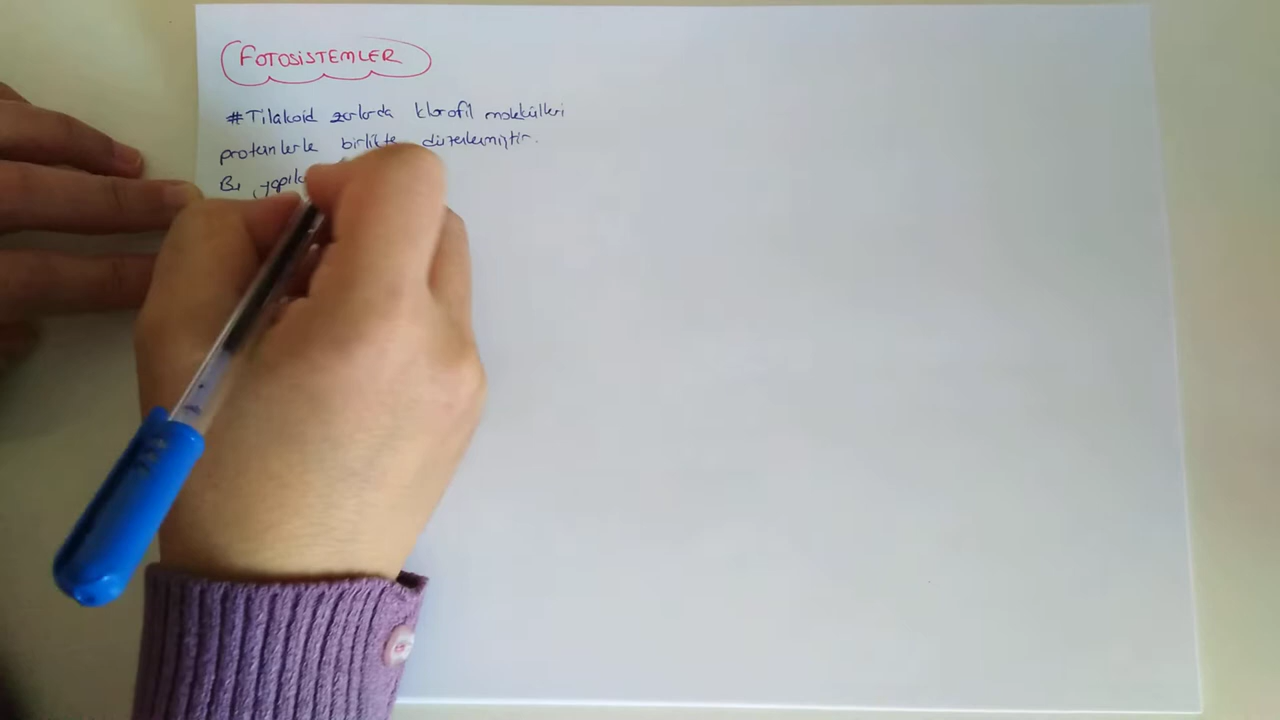 FOTOSİSTEMLER
#Tilakoid zarlarda klorofil molekülleri
proteinlerle birlikte düzenlenmiştir.
Bu